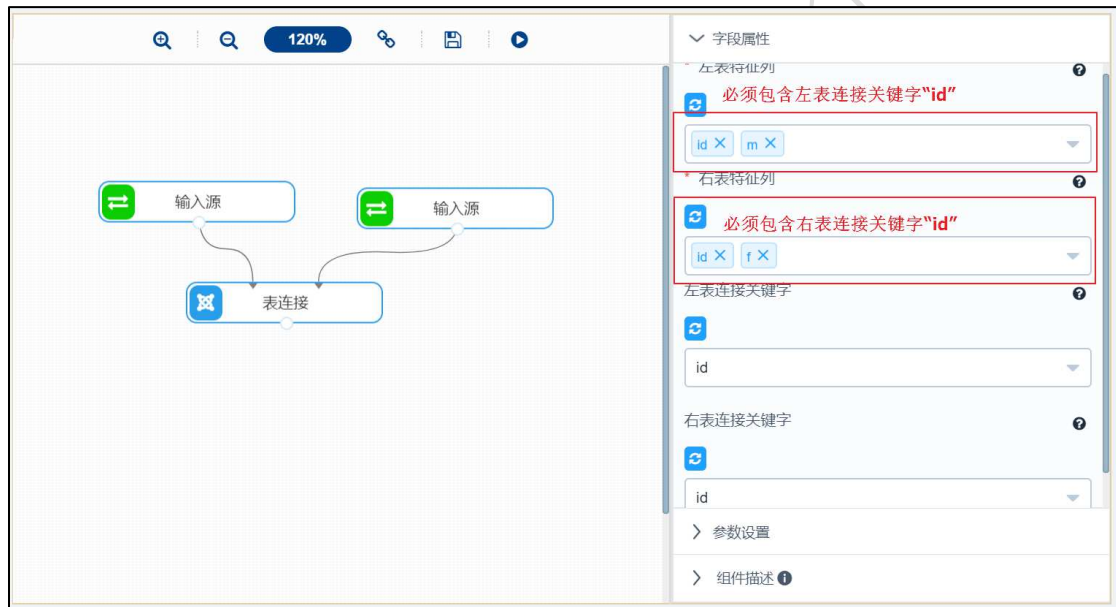 120%
字段属性
* 左表特征列
必须包含左表连接关键字"id"
id × m ×
* 右表特征列
必须包含右表连接关键字"id"
id × f ×
左表连接关键字
id
右表连接关键字
id
参数设置
组件描述
输入源
输入源
表连接